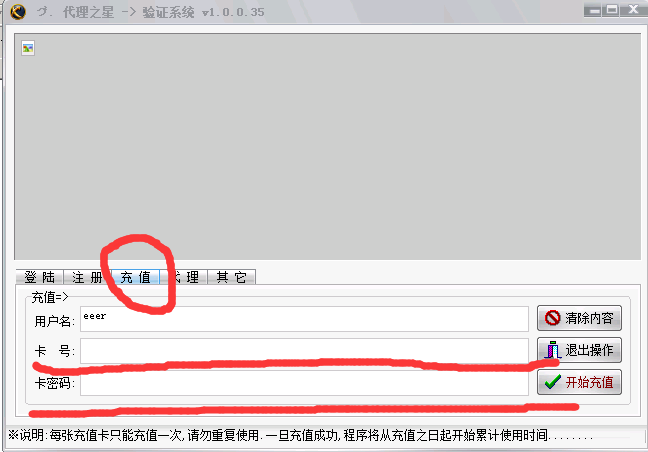 づ. 代理之星 -> 验证系统 v1.0.0.35
登 陆 注 册 充 值 代 理 其 它
充值=>
用户名: eeer 清除内容
卡 号: 退出操作
卡密码: 开始充值
※说明:每张充值卡只能充值一次,请勿重复使用.一旦充值成功,程序将从充值之日起开始累计使用时间........